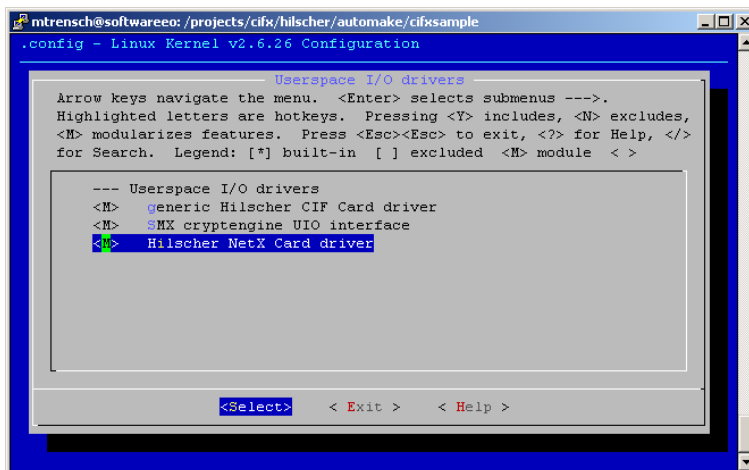 mtrensch@softwareeo: /projects/cifx/hilscher/automake/cifxsample
.config - Linux Kernel v2.6.26 Configuration
Userspace I/O drivers
Arrow keys navigate the menu.  <Enter> selects submenus --->.
Highlighted letters are hotkeys.  Pressing <Y> includes, <N> excludes,
<M> modularizes features.  Press <Esc><Esc> to exit, <?> for Help, </>
for Search.  Legend: [*] built-in  [ ] excluded  <M> module  < >
--- Userspace I/O drivers
<M>   generic Hilscher CIF Card driver
<M>   SMX cryptengine UIO interface
<M>   Hilscher NetX Card driver
<Select>    < Exit >    < Help >